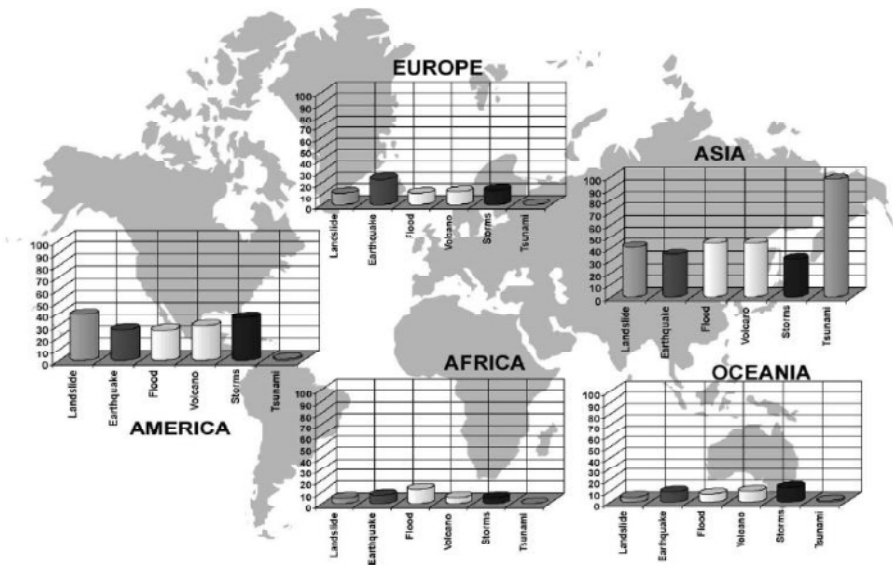 EUROPE
100
90
80
70
60
50
40
30
20
10
0
Landslide
Earthquake
Flood
Volcano
Storms
Tsunami
ASIA
100
90
80
70
60
50
40
30
20
10
0
Landslide
Earthquake
Flood
Volcano
Storms
Tsunami
100
90
80
70
60
50
40
30
20
10
0
Landslide
Earthquake
Flood
Volcano
Storms
Tsunami
AMERICA
AFRICA
100
90
80
70
60
50
40
30
20
10
0
Landslide
Earthquake
Flood
Volcano
Storms
Tsunami
OCEANIA
100
90
80
70
60
50
40
30
20
10
0
Landslide
Earthquake
Flood
Volcano
Storms
Tsunami